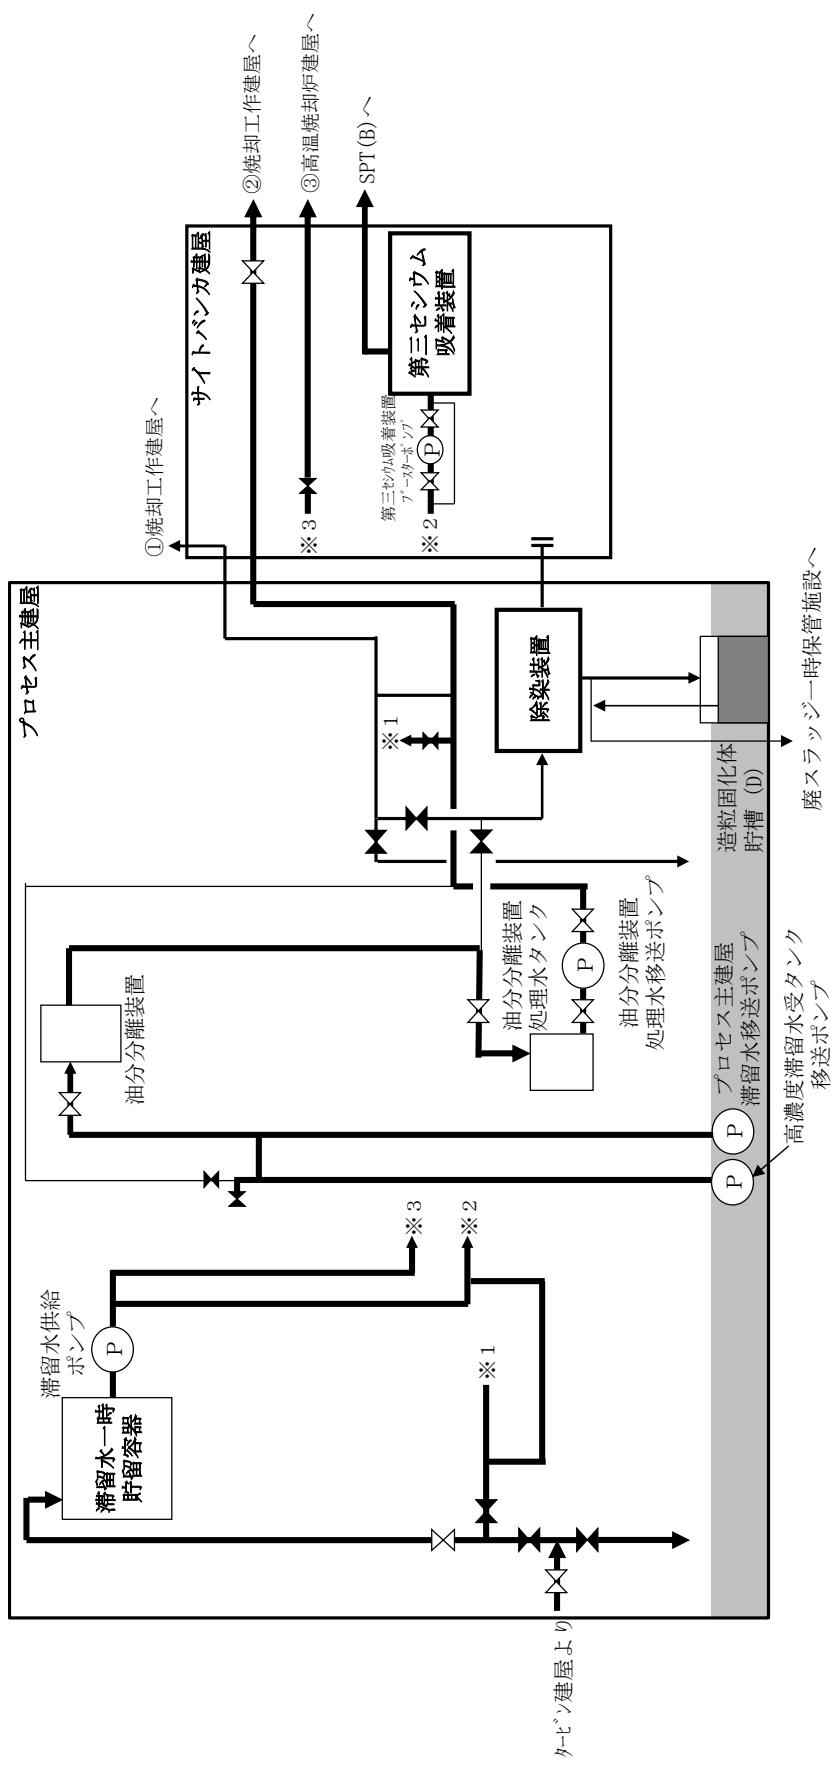 プロセス主建屋
サイトバンカ建屋
①焼却工作建屋へ
②焼却工作建屋へ
③高温焼却炉建屋へ
SPT(B)へ
第三セシウム
吸着装置
第三セシウム吸着装置
ブースターポンプ
P
※3
※2
除染装置
※1
造粒固化体
貯槽 (D)
廃スラッジ一時保管施設へ
油分分離装置
油分分離装置
処理水タンク
油分分離装置
処理水移送ポンプ
P
プロセス主建屋
滞留水移送ポンプ
P
高濃度滞留水受タンク
移送ポンプ
P
滞留水供給
ポンプ
P
滞留水一時
貯留容器
※3
※2
※1
タービン建屋より